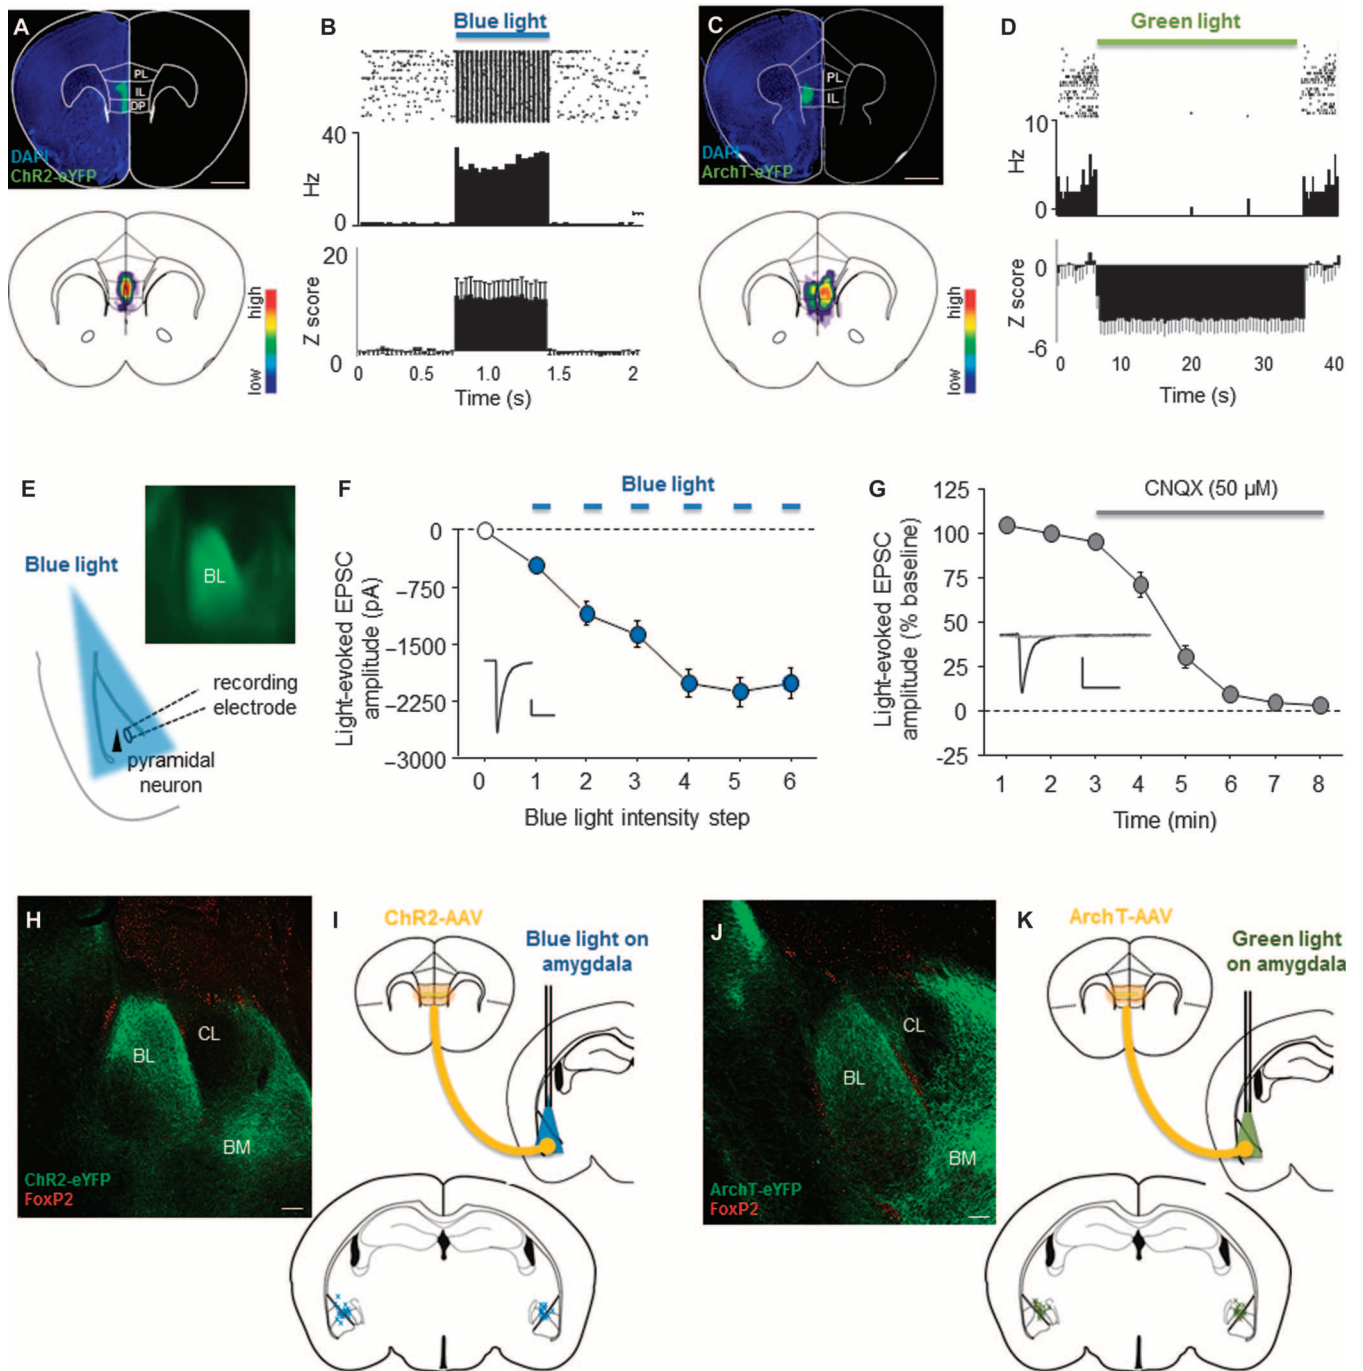 A
PL
IL
DP
DAPI
ChR2-eYFP
high
low
B
Blue light
40
Hz
0
20
Z score
0
0
0.5
1.0
1.5
2
Time (s)
C
PL
IL
DAPI
ArchT-eYFP
high
low
D
Green light
10
Hz
0
0
Z score
-6
0
10
20
30
40
Time (s)
E
Blue light
BL
recording
electrode
pyramidal
neuron
F
Blue light
0
−750
−1500
−2250
−3000
Light-evoked EPSC
amplitude (pA)
0
1
2
3
4
5
6
Blue light intensity step
G
CNQX (50 µM)
125
100
75
50
25
0
-25
Light-evoked EPSC
amplitude (% baseline)
1
2
3
4
5
6
7
8
Time (min)
H
CL
BL
BM
ChR2-eYFP
FoxP2
I
ChR2-AAV
Blue light on
amygdala
J
CL
BL
BM
ArchT-eYFP
FoxP2
K
ArchT-AAV
Green light
on amygdala